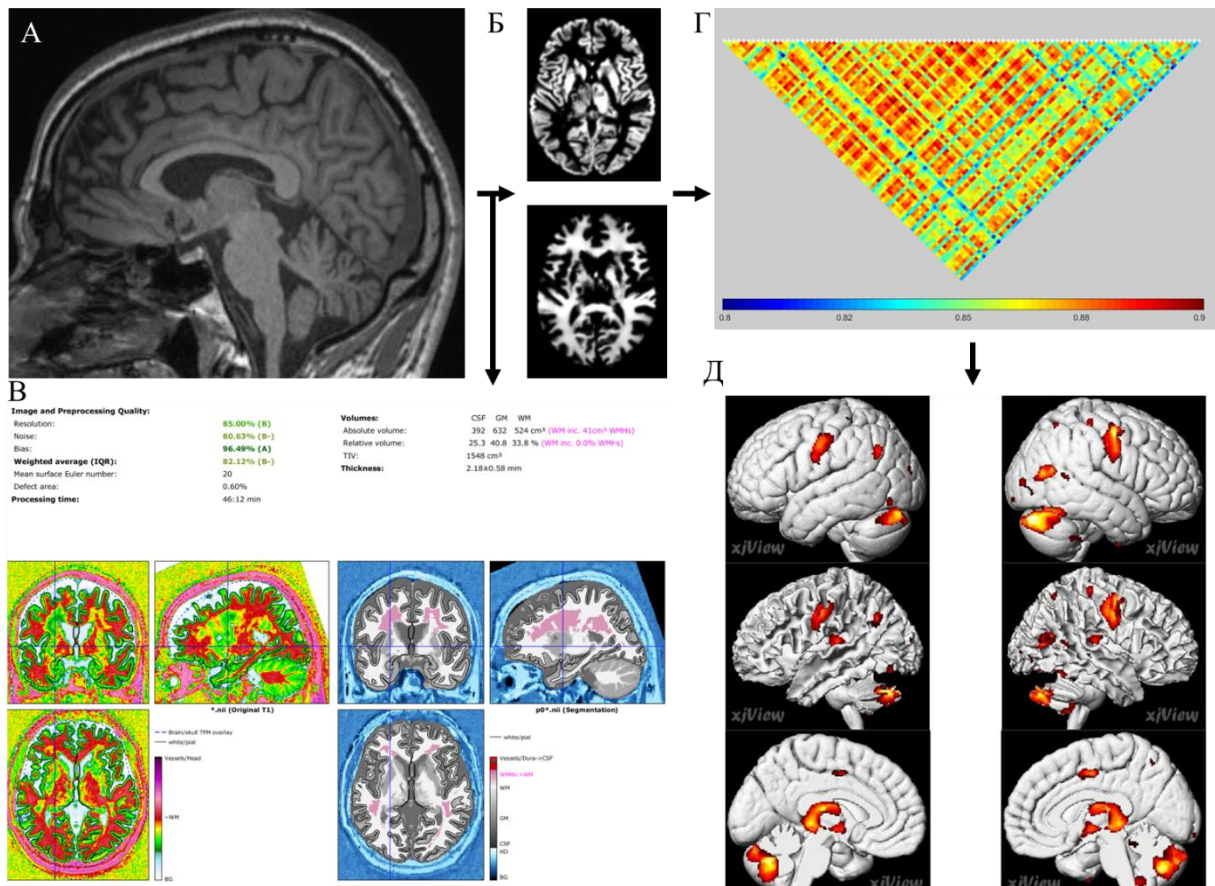 А
Б
Г
0.8 0.82 0.85 0.88 0.9
В
Image and Preprocessing Quality:
Resolution: 85.00% (B)
Noise: 80.63% (B-)
Bias: 96.49% (A)
Weighted average (IQR): 82.12% (B-)
Mean surface Euler number: 20
Defect area: 0.60%
Processing time: 46:12 min
Volumes: CSF GM WM
Absolute volume: 392 632 524 cm³ (WM inc. 41cm³ WMHs)
Relative volume: 25.3 40.8 33.8 % (WM inc. 0.0% WMHs)
TIV: 1548 cm³
Thickness: 2.18±0.58 mm
*.nii (Original T1)
p0*.nii (Segmentation)
Brain/skull TPM overlay
white/pial
Vessels/Head
~WM
BG
white/pial
Vessels/Dura->CSF
WMHs->WM
WM
GM
CSF
HD
BG
Д
xjView
xjView
xjView
xjView
xjView
xjView